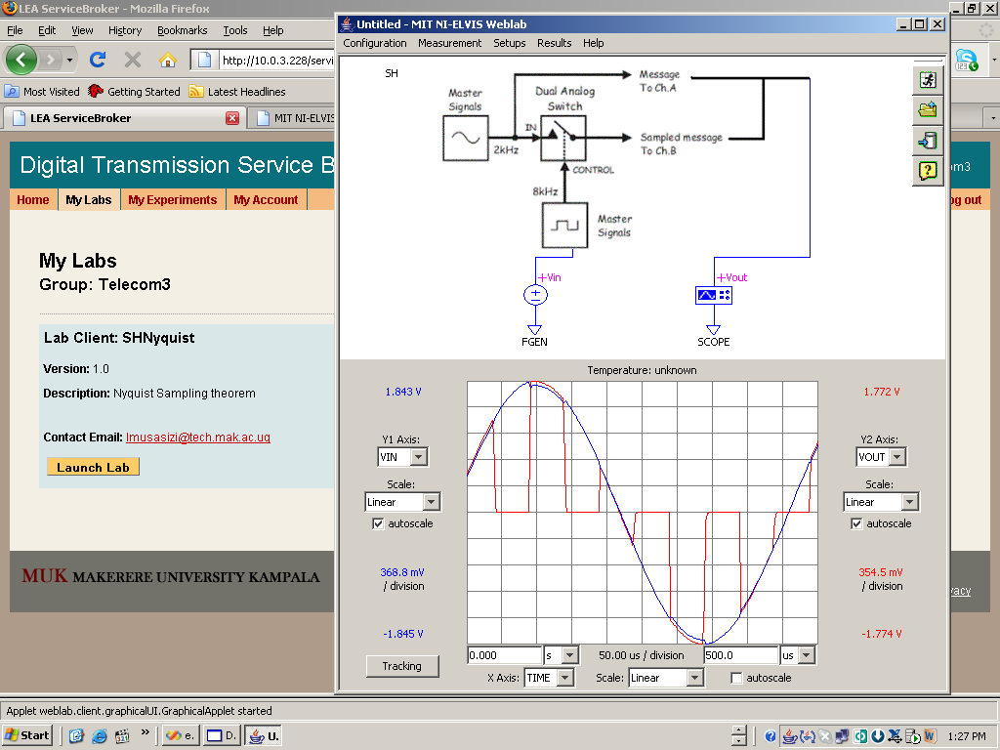 LEA ServiceBroker - Mozilla Firefox
File Edit View History Bookmarks Tools Help
http://10.0.3.228/servi
Most Visited Getting Started Latest Headlines
LEA ServiceBroker MIT NI-ELVIS
Digital Transmission Service B
om3
Home My Labs My Experiments My Account
og out
My Labs
Group: Telecom3
Lab Client: SHNyquist
Version: 1.0
Description: Nyquist Sampling theorem
Contact Email: lmusasizi@tech.mak.ac.ug
Launch Lab
MUK MAKERERE UNIVERSITY KAMPALA
vacy
Untitled - MIT NI-ELVIS Weblab
Configuration Measurement Setups Results Help
SH
Message
To Ch.A
Master
Signals
Dual Analog
Switch
IN
2kHz
Sampled message
To Ch.B
CONTROL
8kHz
Master
Signals
+Vin
+Vout
FGEN
SCOPE
Temperature: unknown
1.843 V
1.772 V
Y1 Axis:
VIN
Y2 Axis:
VOUT
Scale:
Linear
Scale:
Linear
autoscale
autoscale
368.8 mV
/ division
354.5 mV
/ division
-1.845 V
-1.774 V
0.000 s 50.00 us / division 500.0 us
Tracking
X Axis: TIME Scale: Linear autoscale
Applet weblab.client.graphicalUI.GraphicalApplet started
Start » e. D. U. 1:27 PM